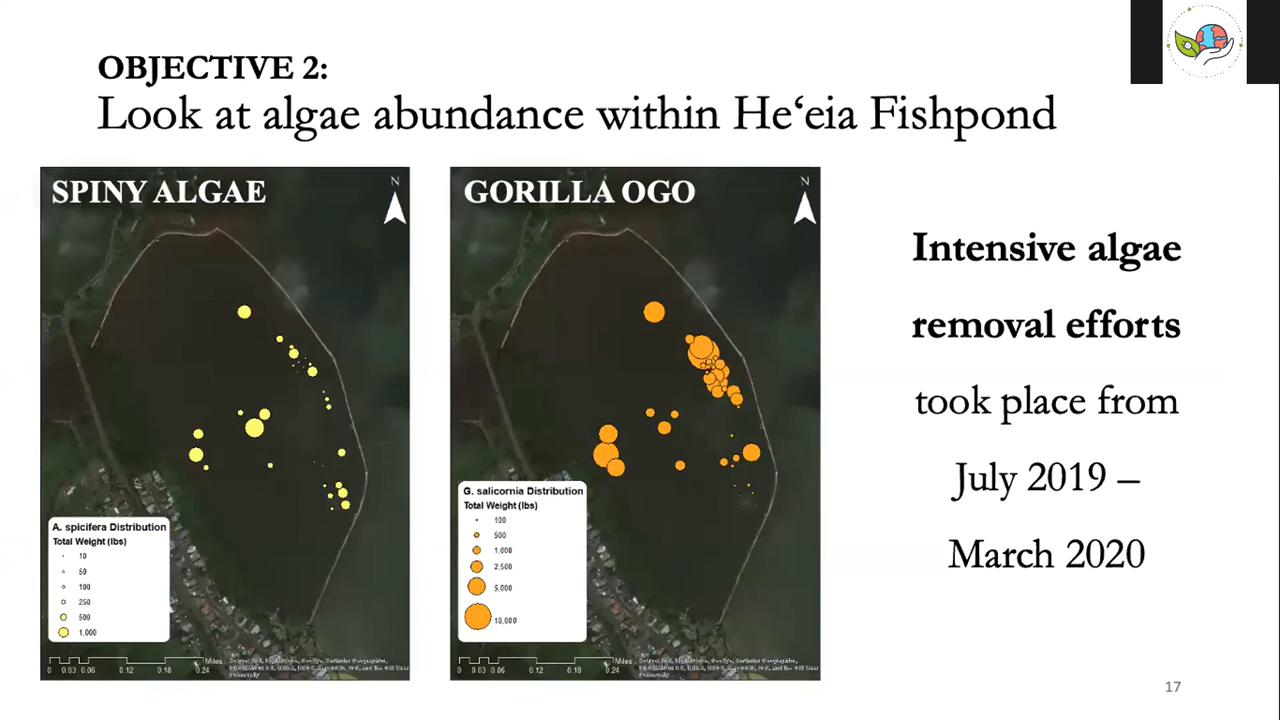 OBJECTIVE 2:
Look at algae abundance within Heʻeia Fishpond
SPINY ALGAE
N
A. spicifera Distribution
Total Weight (lbs)
10
50
100
250
500
1,000
0 0.03 0.06 0.12 0.18 0.24 Miles
GORILLA OGO
N
G. salicornia Distribution
Total Weight (lbs)
100
500
1,000
2,500
5,000
10,000
0 0.03 0.06 0.12 0.18 0.24 Miles
Intensive algae
removal efforts
took place from
July 2019 –
March 2020
17